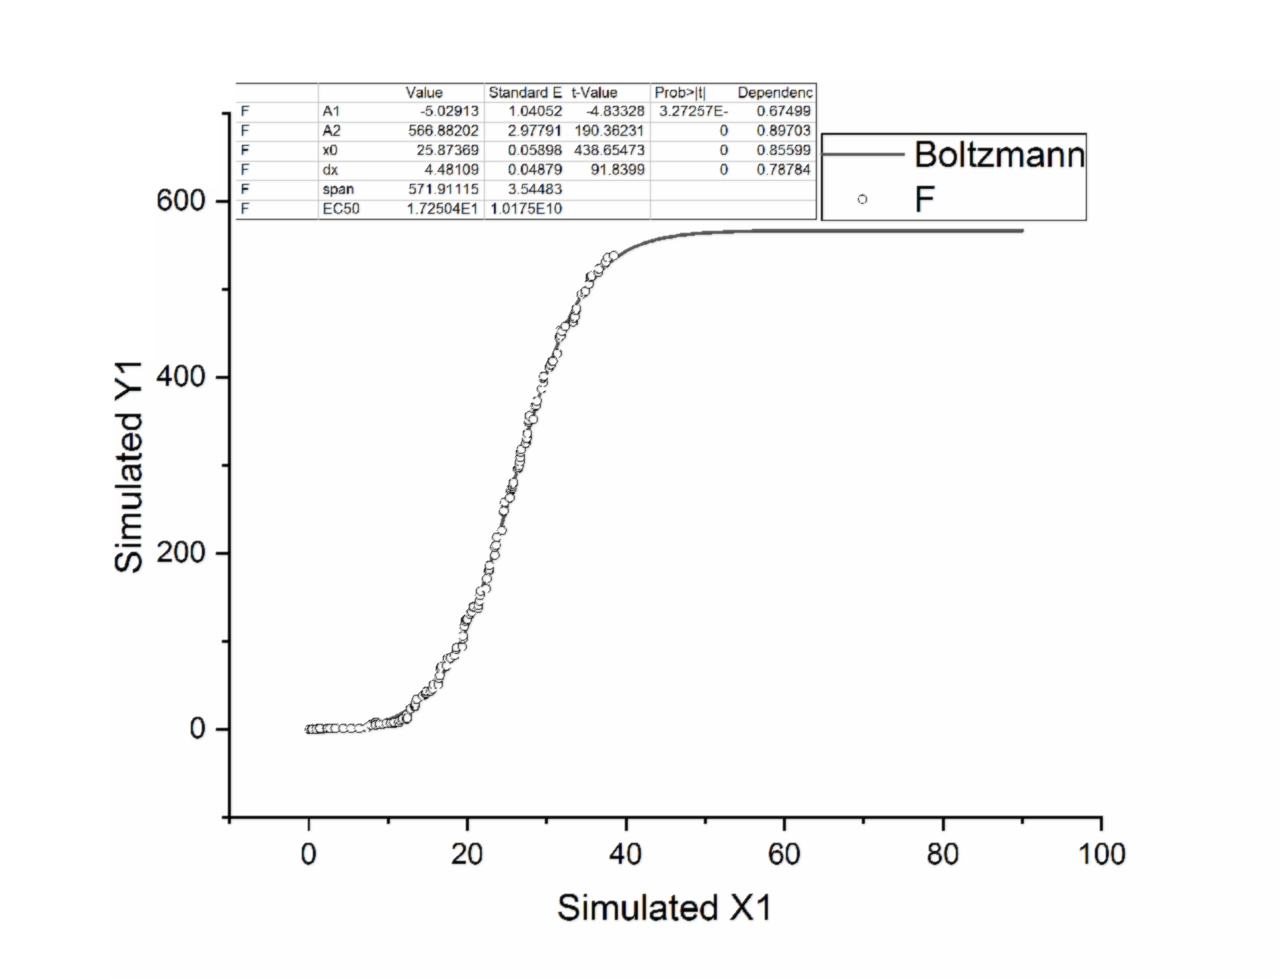 Value Standard E t-Value Prob>|t| Dependenc
F A1 -5.02913 1.04052 -4.83328 3.27257E- 0.67499
F A2 566.88202 2.97791 190.36231 0 0.89703
F x0 25.87369 0.05898 438.65473 0 0.85599
F dx 4.48109 0.04879 91.8399 0 0.78784
F span 571.91115 3.54483
F EC50 1.72504E1 1.0175E10
Boltzmann
F
600
400
200
0
Simulated Y1
0 20 40 60 80 100
Simulated X1